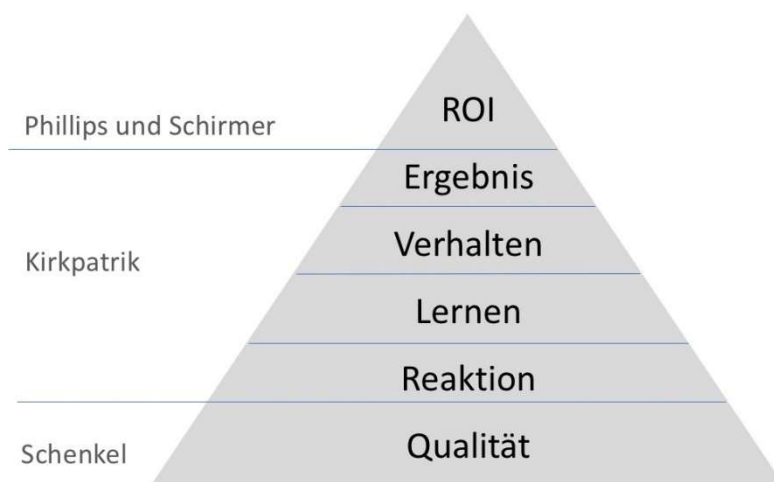 ROI
Phillips und Schirmer
Ergebnis
Verhalten
Kirkpatrik
Lernen
Reaktion
Schenkel
Qualität